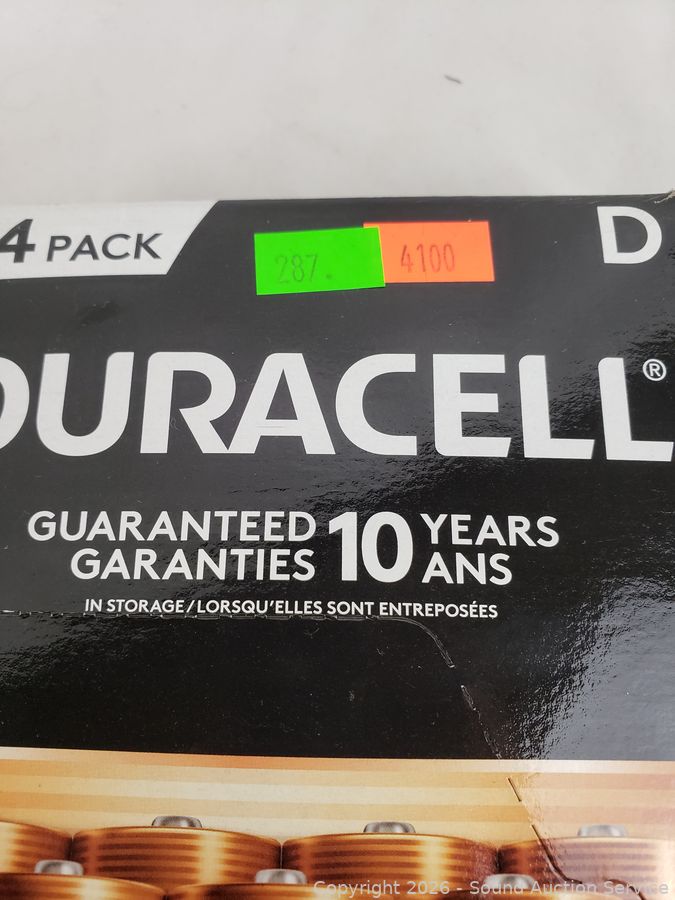 4 PACK
287.
4100
D
DURACELL®
GUARANTEED 10 YEARS
GARANTIES ANS
IN STORAGE/LORSQU'ELLES SONT ENTREPOSÉES
Copyright 2026 - Sound Auction Service